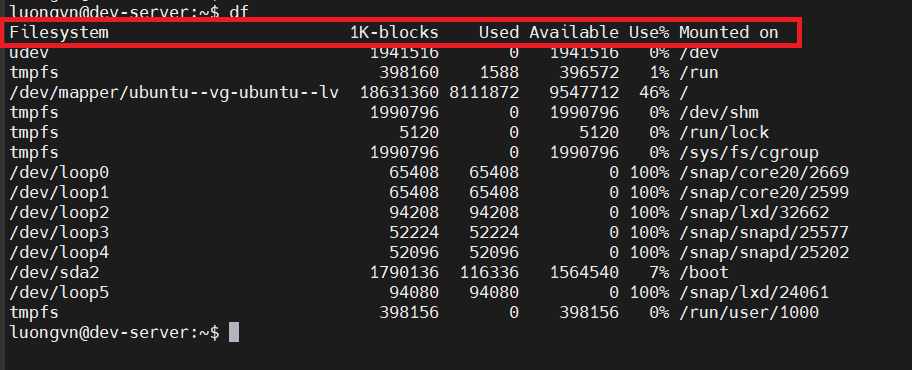 luongvn@dev-server:~$ df
Filesystem                        1K-blocks    Used Available Use% Mounted on
udev                                1941516       0   1941516   0% /dev
tmpfs                                398160    1588    396572   1% /run
/dev/mapper/ubuntu--vg-ubuntu--lv  18631360 8111872   9547712  46% /
tmpfs                               1990796       0   1990796   0% /dev/shm
tmpfs                                  5120       0      5120   0% /run/lock
tmpfs                               1990796       0   1990796   0% /sys/fs/cgroup
/dev/loop0                            65408   65408         0 100% /snap/core20/2669
/dev/loop1                            65408   65408         0 100% /snap/core20/2599
/dev/loop2                            94208   94208         0 100% /snap/lxd/32662
/dev/loop3                            52224   52224         0 100% /snap/snapd/25577
/dev/loop4                            52096   52096         0 100% /snap/snapd/25202
/dev/sda2                           1790136  116336   1564540   7% /boot
/dev/loop5                            94080   94080         0 100% /snap/lxd/24061
tmpfs                                398156       0    398156   0% /run/user/1000
luongvn@dev-server:~$